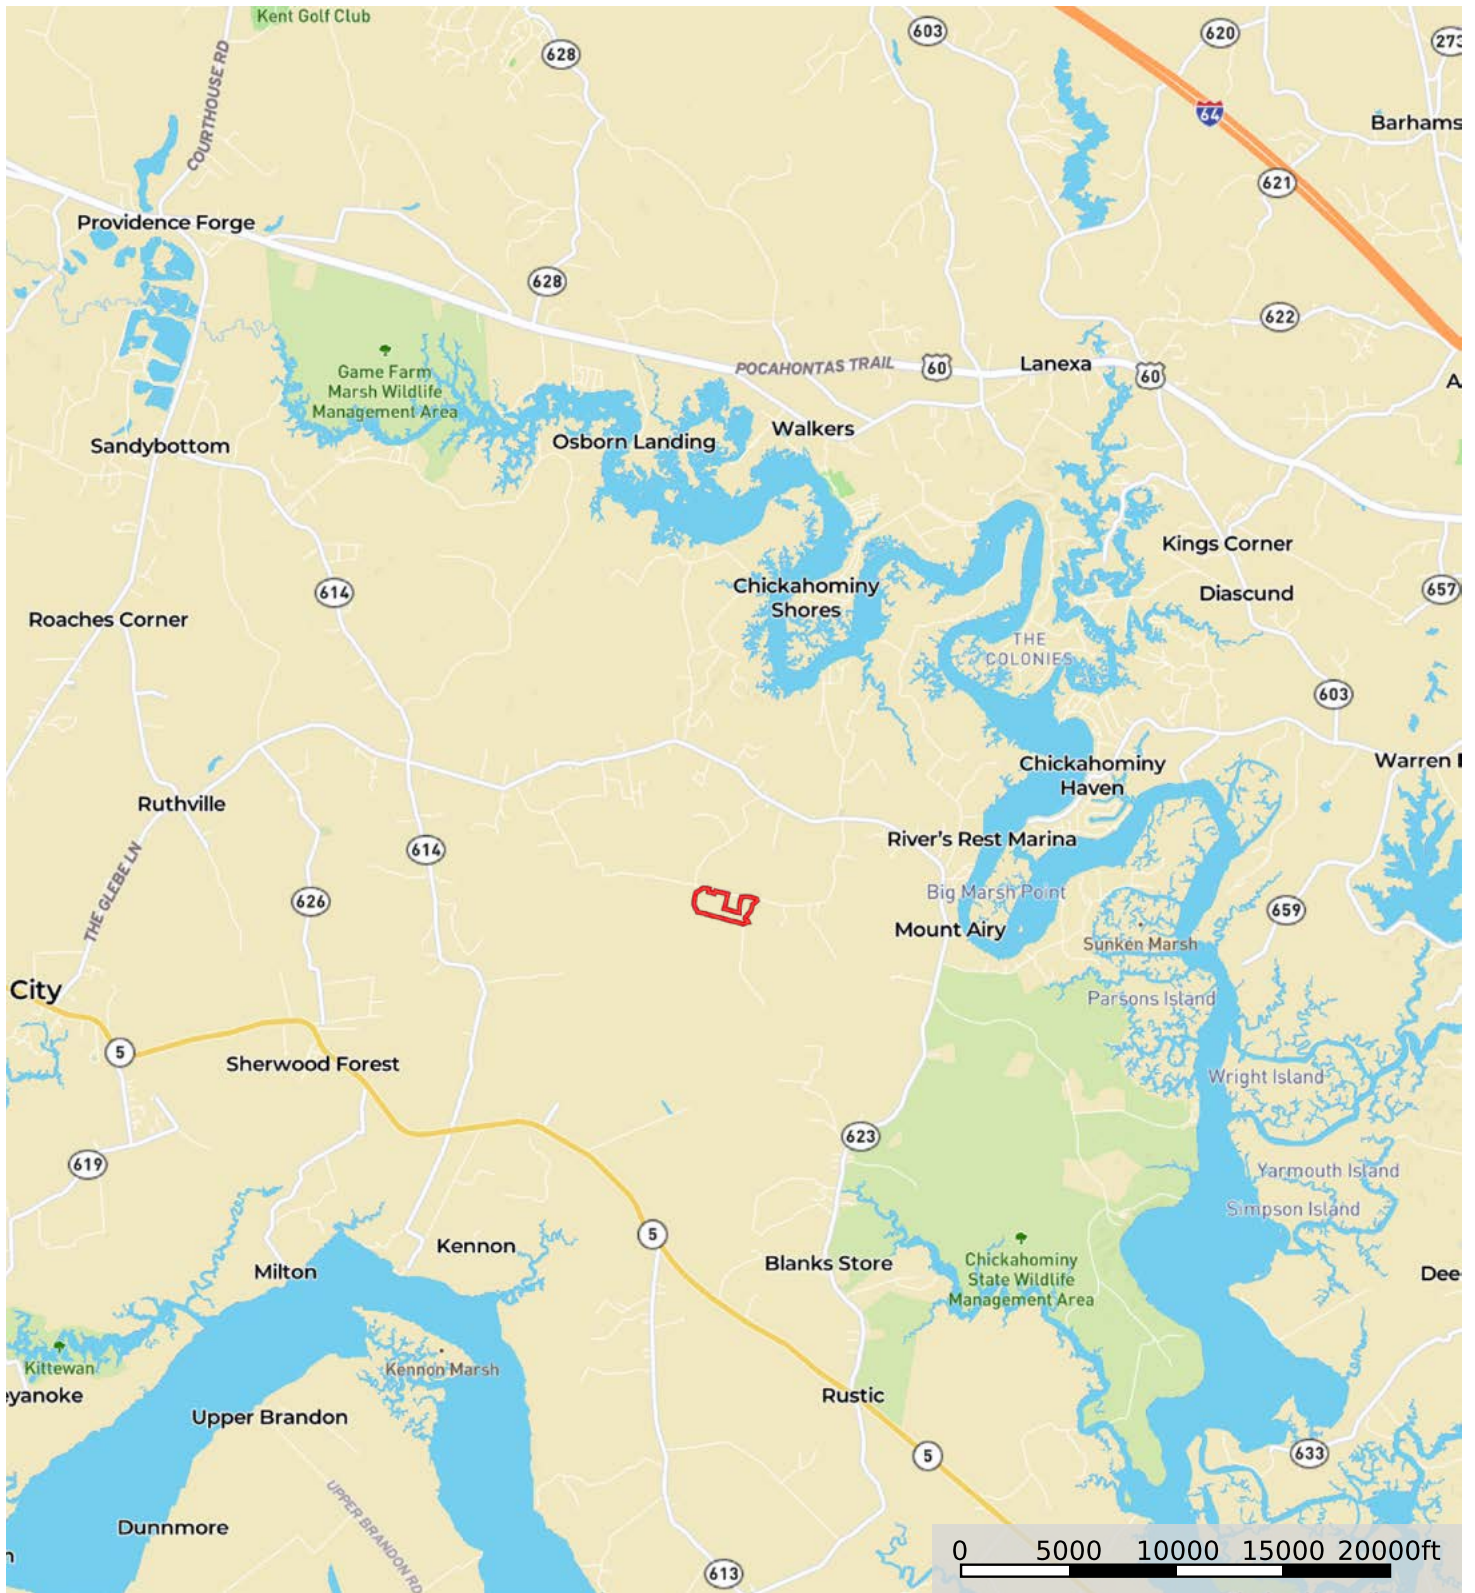 Kent Golf Club
603
620
273
628
COURTHOUSE RD
64
Barhams
621
Providence Forge
628
622
Game Farm
Marsh Wildlife
Management Area
POCAHONTAS TRAIL
60
Lanexa
60
A
Sandybottom
Osborn Landing
Walkers
Kings Corner
614
Chickahominy
Shores
Diascund
657
Roaches Corner
THE
COLONIES
603
Chickahominy
Haven
Warren
Ruthville
River's Rest Marina
614
THE GLEBE LN
626
Big Marsh Point
659
Mount Airy
Sunken Marsh
City
Parsons Island
5
Sherwood Forest
Wright Island
623
619
Yarmouth Island
Simpson Island
5
Kennon
Blanks Store
Chickahominy
State Wildlife
Management Area
Milton
Dee
Kittewan
Kennon Marsh
eyanoke
Rustic
Upper Brandon
5
633
UPPER BRANDON RD
Dunnmore
n
613
0 5000 10000 15000 20000ft